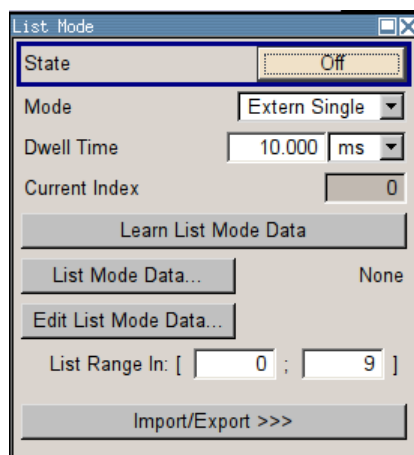 List Mode
State Off
Mode Extern Single
Dwell Time 10.000 ms
Current Index 0
Learn List Mode Data
List Mode Data... None
Edit List Mode Data...
List Range In: [ 0 ; 9 ]
Import/Export >>>